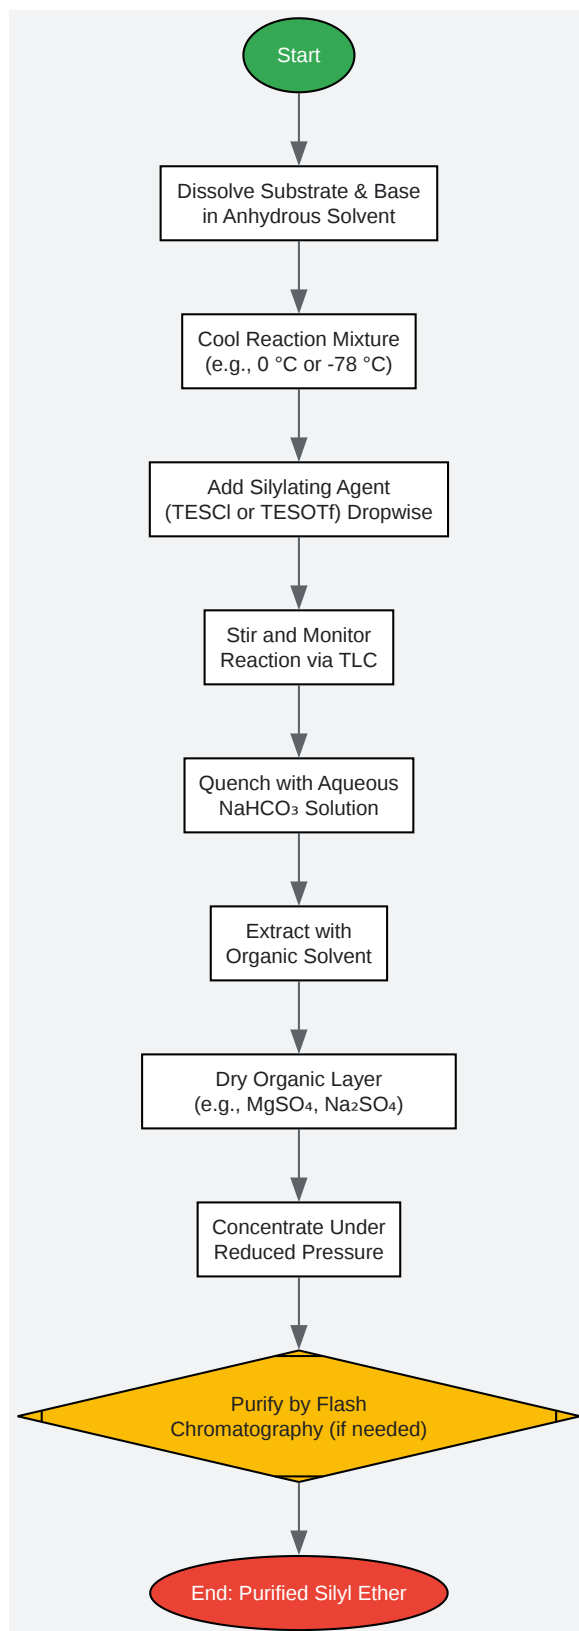 Start
Dissolve Substrate & Base
in Anhydrous Solvent
Cool Reaction Mixture
(e.g., 0 °C or -78 °C)
Add Silylating Agent
(TESCl or TESOTf) Dropwise
Stir and Monitor
Reaction via TLC
Quench with Aqueous
NaHCO₃ Solution
Extract with
Organic Solvent
Dry Organic Layer
(e.g., MgSO₄, Na₂SO₄)
Concentrate Under
Reduced Pressure
Purify by Flash
Chromatography (if needed)
End: Purified Silyl Ether